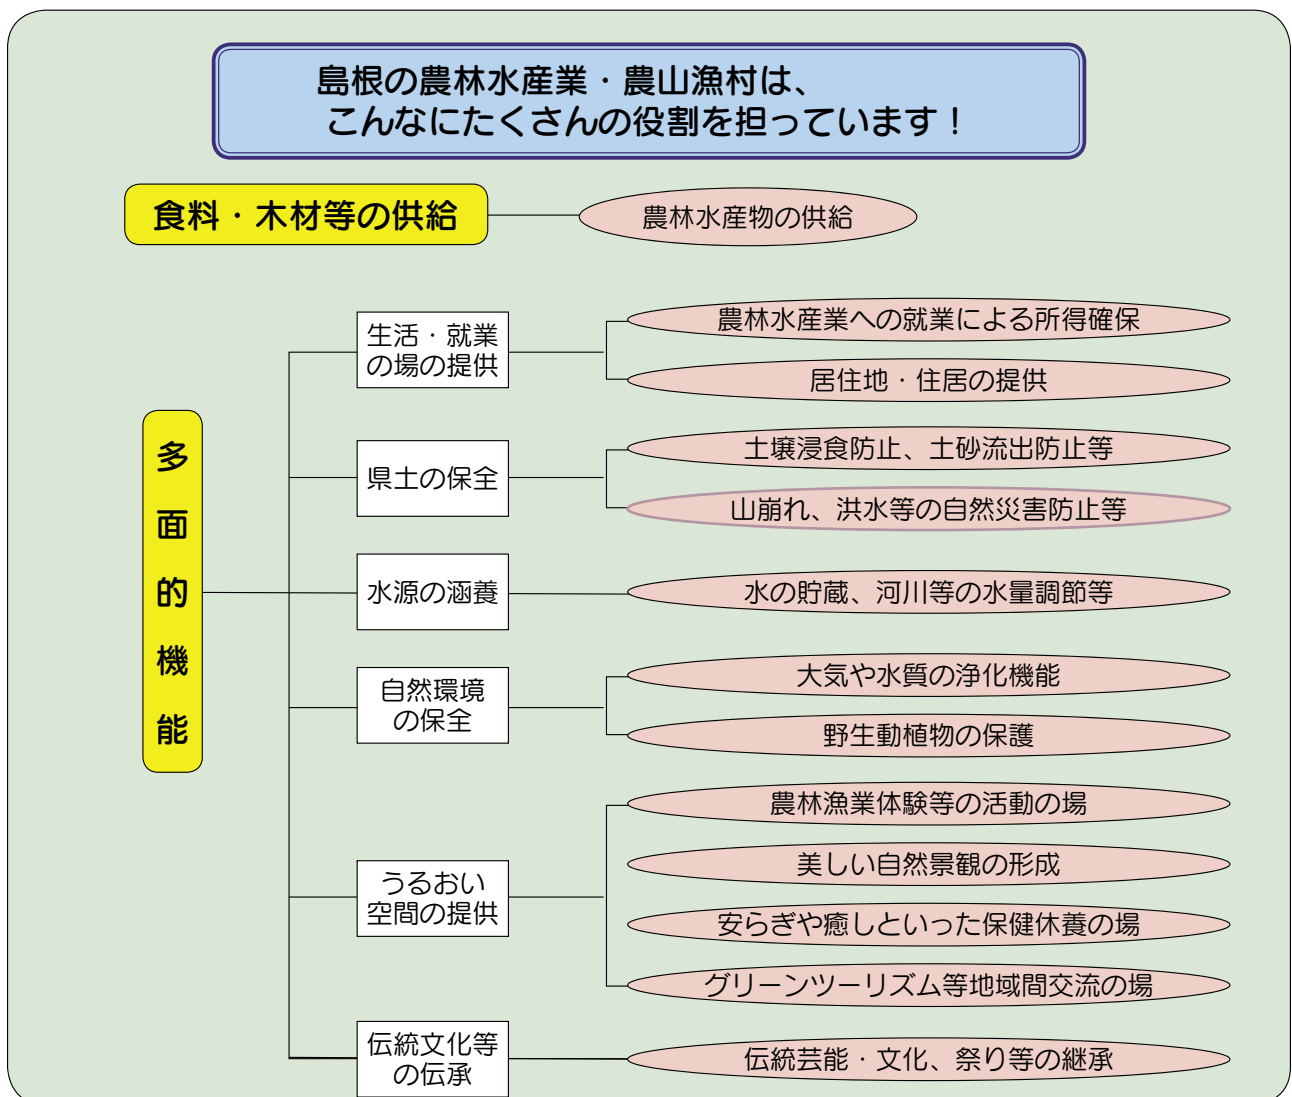 島根の農林水産業・農山漁村は、
こんなにたくさんの役割を担っています！
食料・木材等の供給
農林水産物の供給
多面的機能
生活・就業
の場の提供
農林水産業への就業による所得確保
居住地・住居の提供
県土の保全
土壌浸食防止、土砂流出防止等
山崩れ、洪水等の自然災害防止等
水源の涵養
水の貯蔵、河川等の水量調節等
自然環境
の保全
大気や水質の浄化機能
野生動植物の保護
うるおい
空間の提供
農林漁業体験等の活動の場
美しい自然景観の形成
安らぎや癒しといった保健休養の場
グリーンツーリズム等地域間交流の場
伝統文化等
の伝承
伝統芸能・文化、祭り等の継承